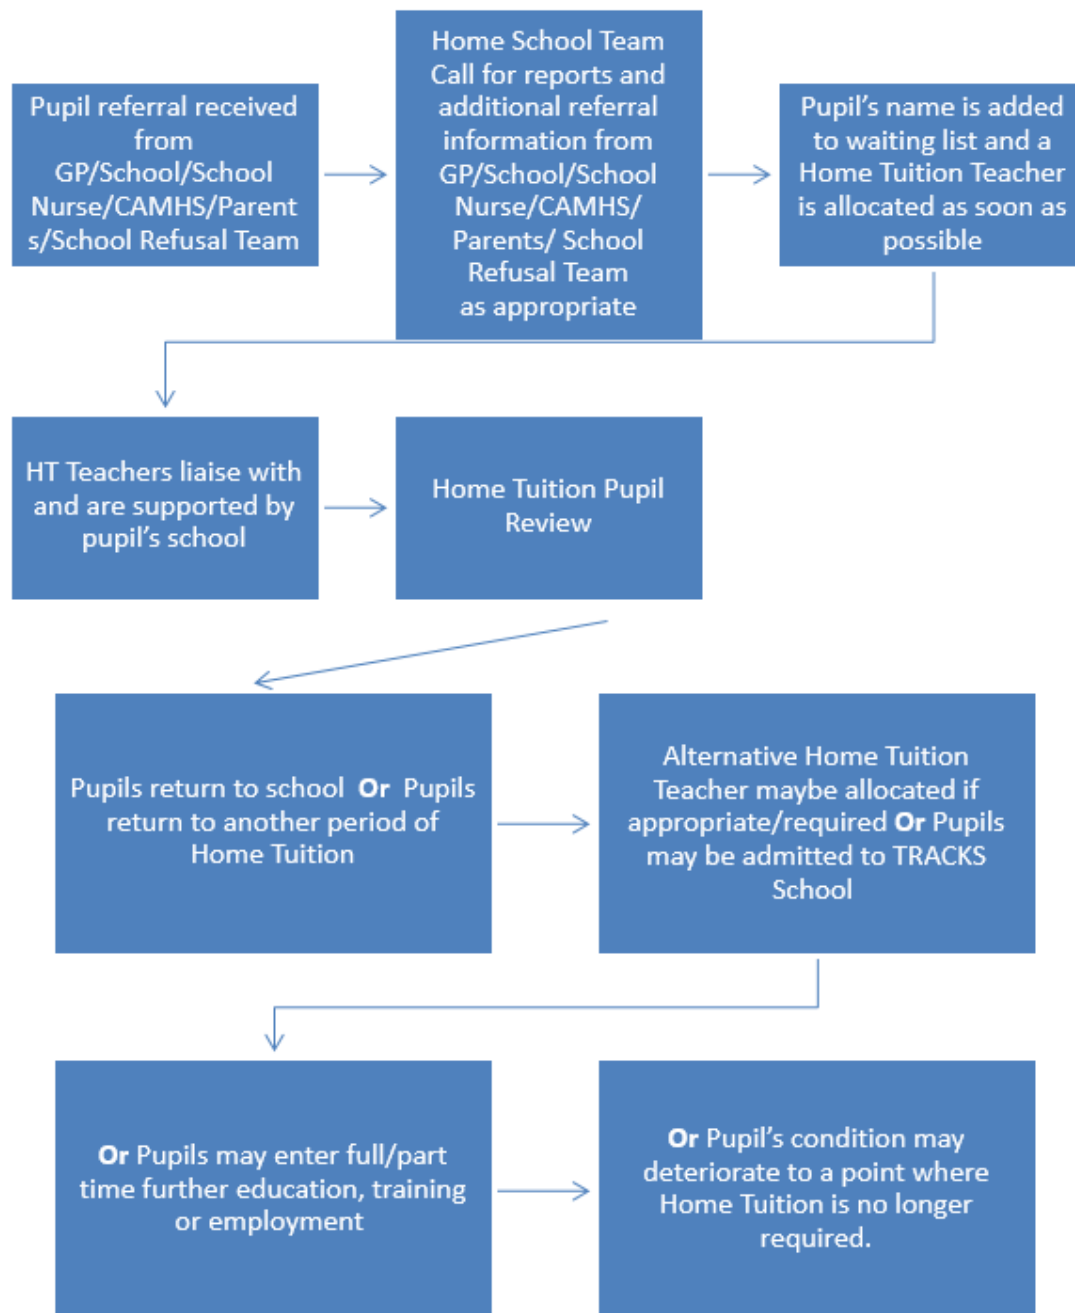 Pupil referral received
from
GP/School/School
Nurse/CAMHS/Parent
s/School Refusal Team
Home School Team
Call for reports and
additional referral
information from
GP/School/School
Nurse/CAMHS/
Parents/ School
Refusal Team
as appropriate
Pupil’s name is added
to waiting list and a
Home Tuition Teacher
is allocated as soon as
possible
HT Teachers liaise with
and are supported by
pupil’s school
Home Tuition Pupil
Review
Pupils return to school Or Pupils
return to another period of
Home Tuition
Alternative Home Tuition
Teacher maybe allocated if
appropriate/required Or Pupils
may be admitted to TRACKS
School
Or Pupils may enter full/part
time further education, training
or employment
Or Pupil’s condition may
deteriorate to a point where
Home Tuition is no longer
required.